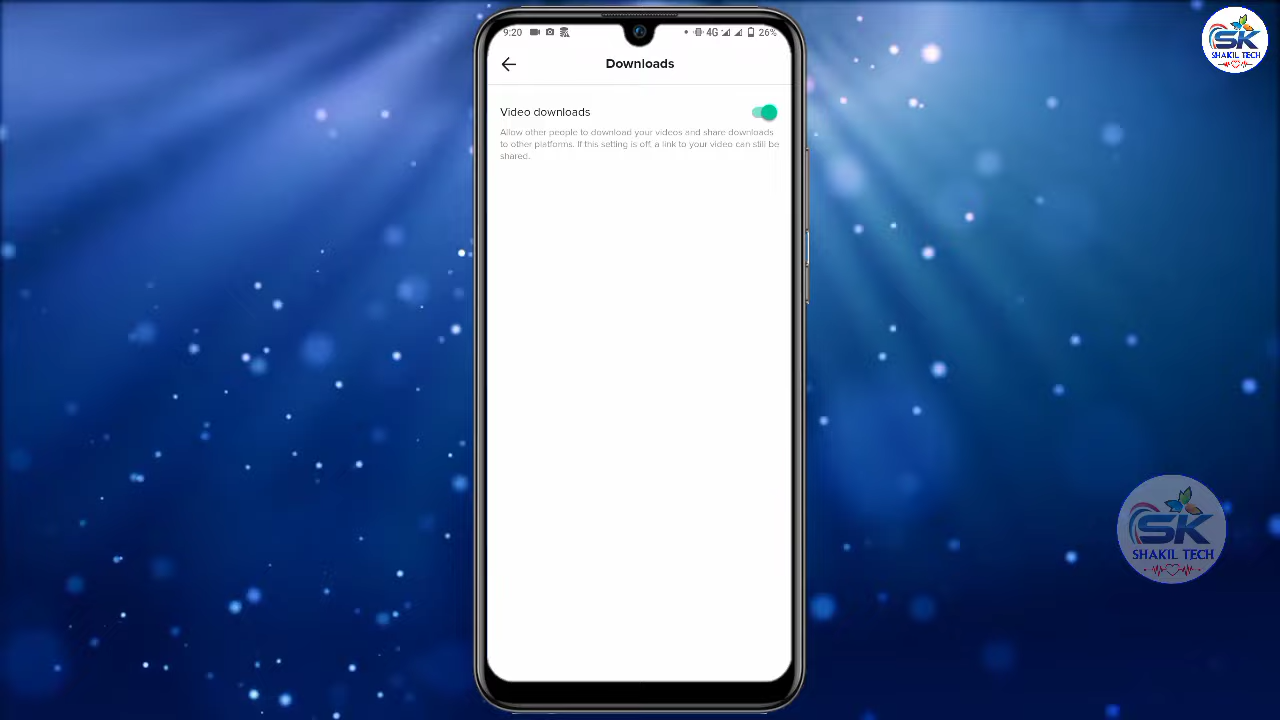 9:20
4G
26%
Downloads
Video downloads
Allow other people to download your videos and share downloads
to other platforms. If this setting is off, a link to your video can still be
shared.
SK
SHAKIL TECH
SK
SHAKIL TECH